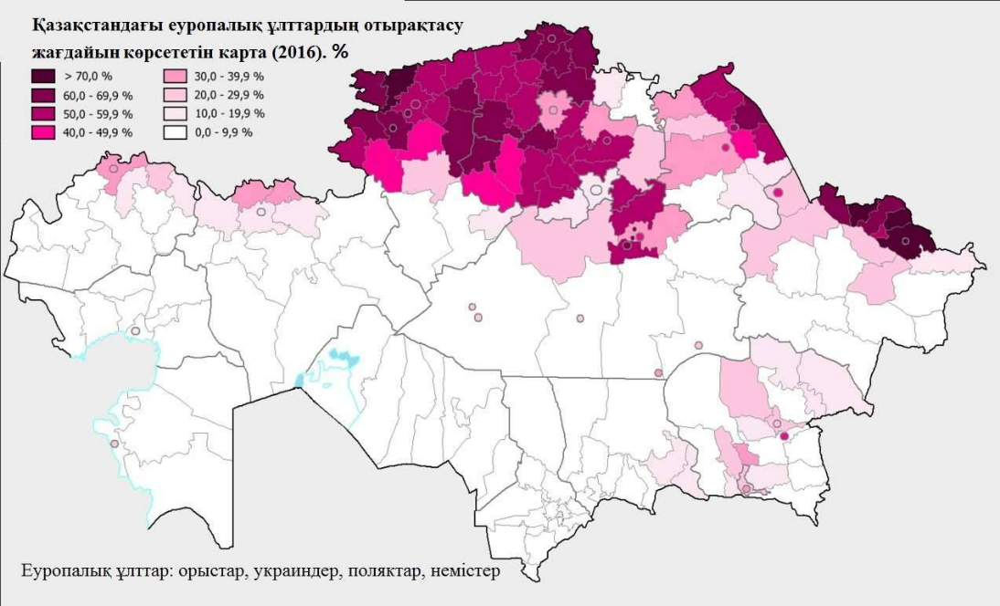 Қазақстандағы еуропалық ұлттардың отырақтасу
жағдайын көрсететін карта (2016). %
> 70,0 %
60,0 - 69,9 %
50,0 - 59,9 %
40,0 - 49,9 %
30,0 - 39,9 %
20,0 - 29,9 %
10,0 - 19,9 %
0,0 - 9,9 %
Еуропалық ұлттар: орыстар, украиндер, поляктар, немістер